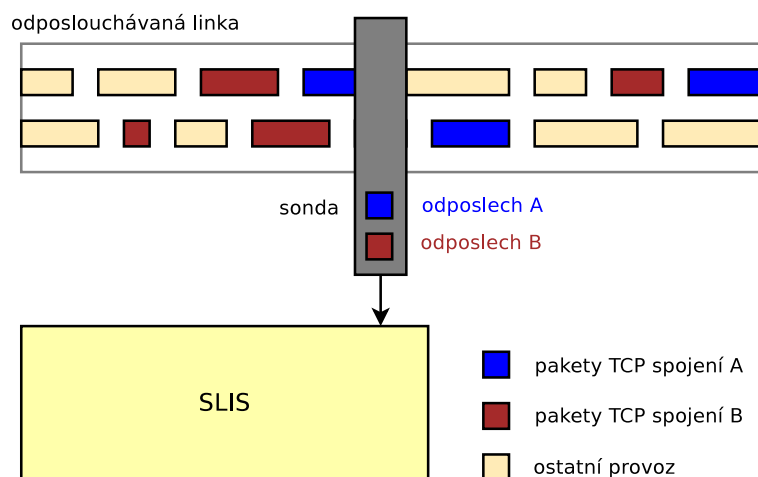 odposlouchávaná linka
sonda
odposlech A
odposlech B
SLIS
pakety TCP spojení A
pakety TCP spojení B
ostatní provoz